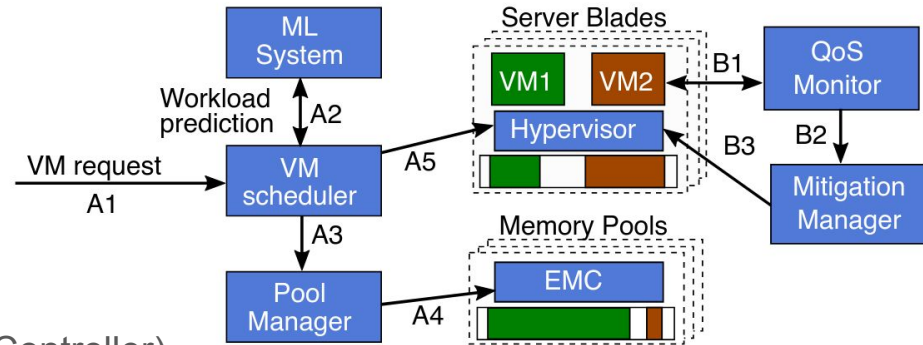 ML
System
Workload
prediction
A2
VM request
A1
VM
scheduler
A3
Pool
Manager
A4
A5
Server Blades
VM1
VM2
Hypervisor
Memory Pools
EMC
B1
QoS
Monitor
B2
B3
Mitigation
Manager
Controller)